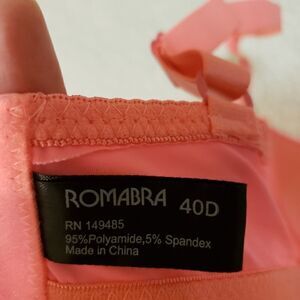 ROMABRA 40D
RN 149485
95%Polyamide,5% Spandex
Made in China